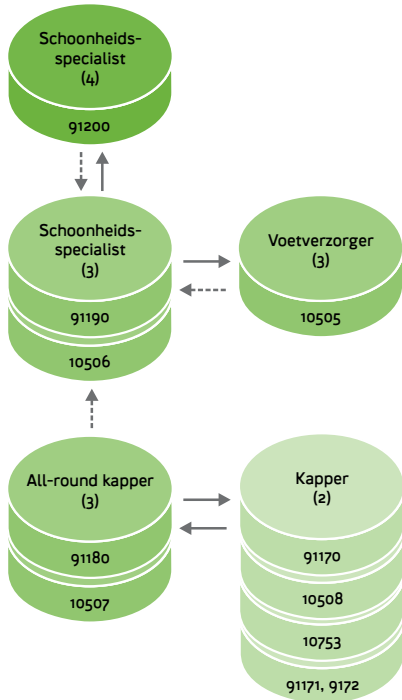 Schoonheids-
specialist
(4)
91200
Schoonheids-
specialist
(3)
91190
10506
Voetverzorger
(3)
10505
All-round kapper
(3)
91180
10507
Kapper
(2)
91170
10508
10753
91171, 9172